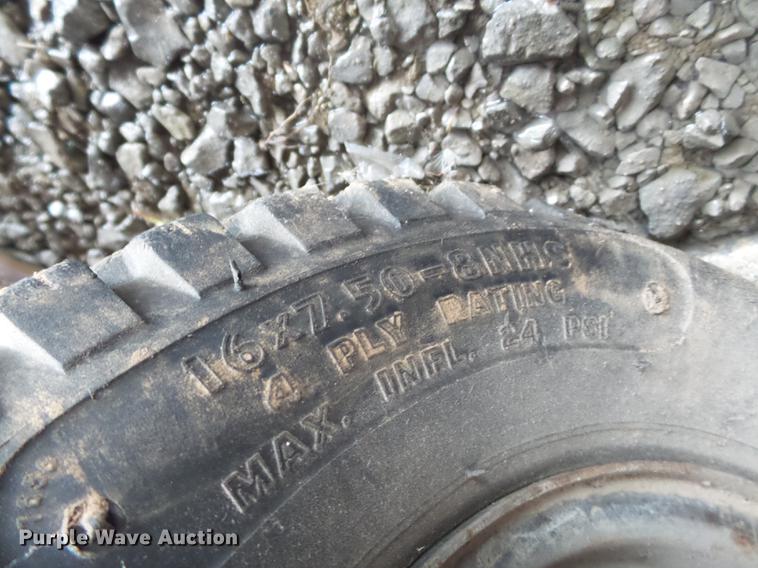 16X7.50-8NHS
4 PLY RATING
MAX. INFL. 24 PSI
Purple Wave Auction